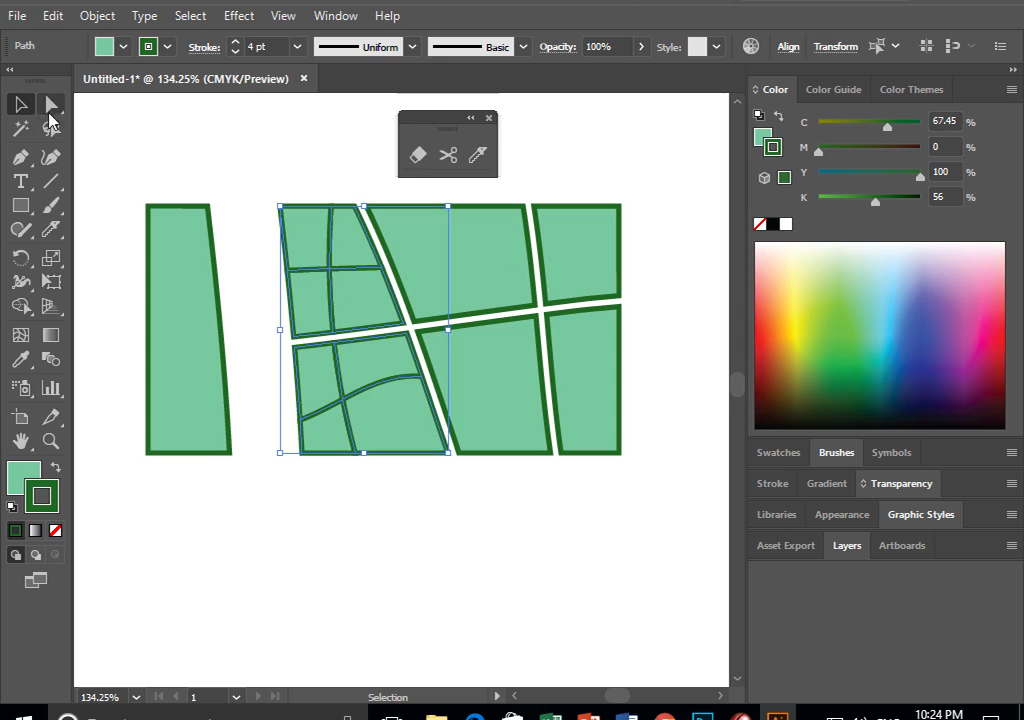 File Edit Object Type Select Effect View Window Help
Path Stroke: 4 pt Uniform Basic Opacity: 100% Style: Align Transform
Untitled-1* @ 134.25% (CMYK/Preview) ×
Color Color Guide Color Themes
C 67.45 %
M 0 %
Y 100 %
K 56 %
Swatches Brushes Symbols
Stroke Gradient Transparency
Libraries Appearance Graphic Styles
Asset Export Layers Artboards
134.25% 1 Selection
10:24 PM